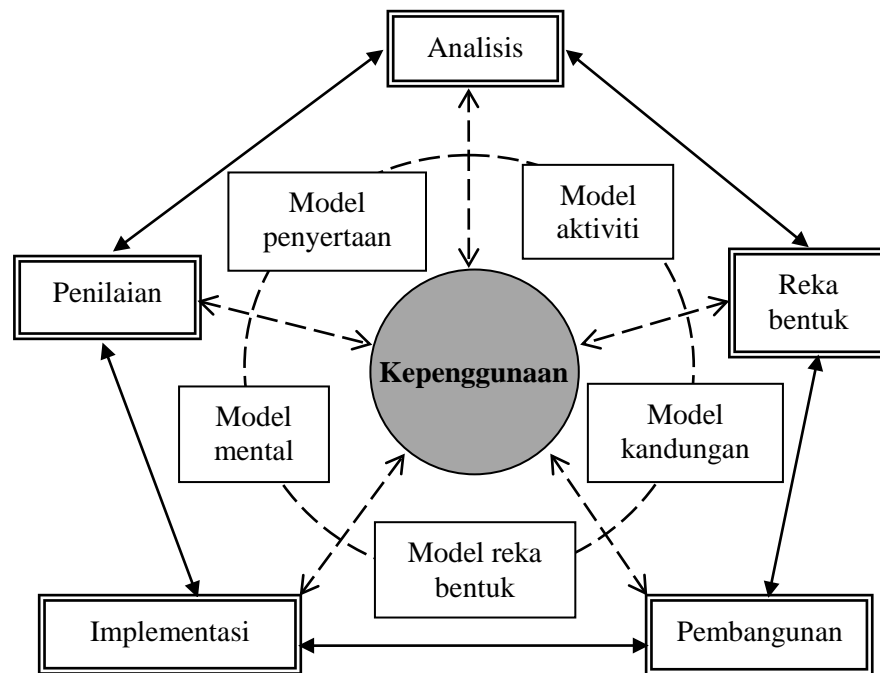 Analisis
Model
penyertaan
Model
aktiviti
Penilaian
Reka
bentuk
Kepenggunaan
Model
mental
Model
kandungan
Model reka
bentuk
Implementasi
Pembangunan